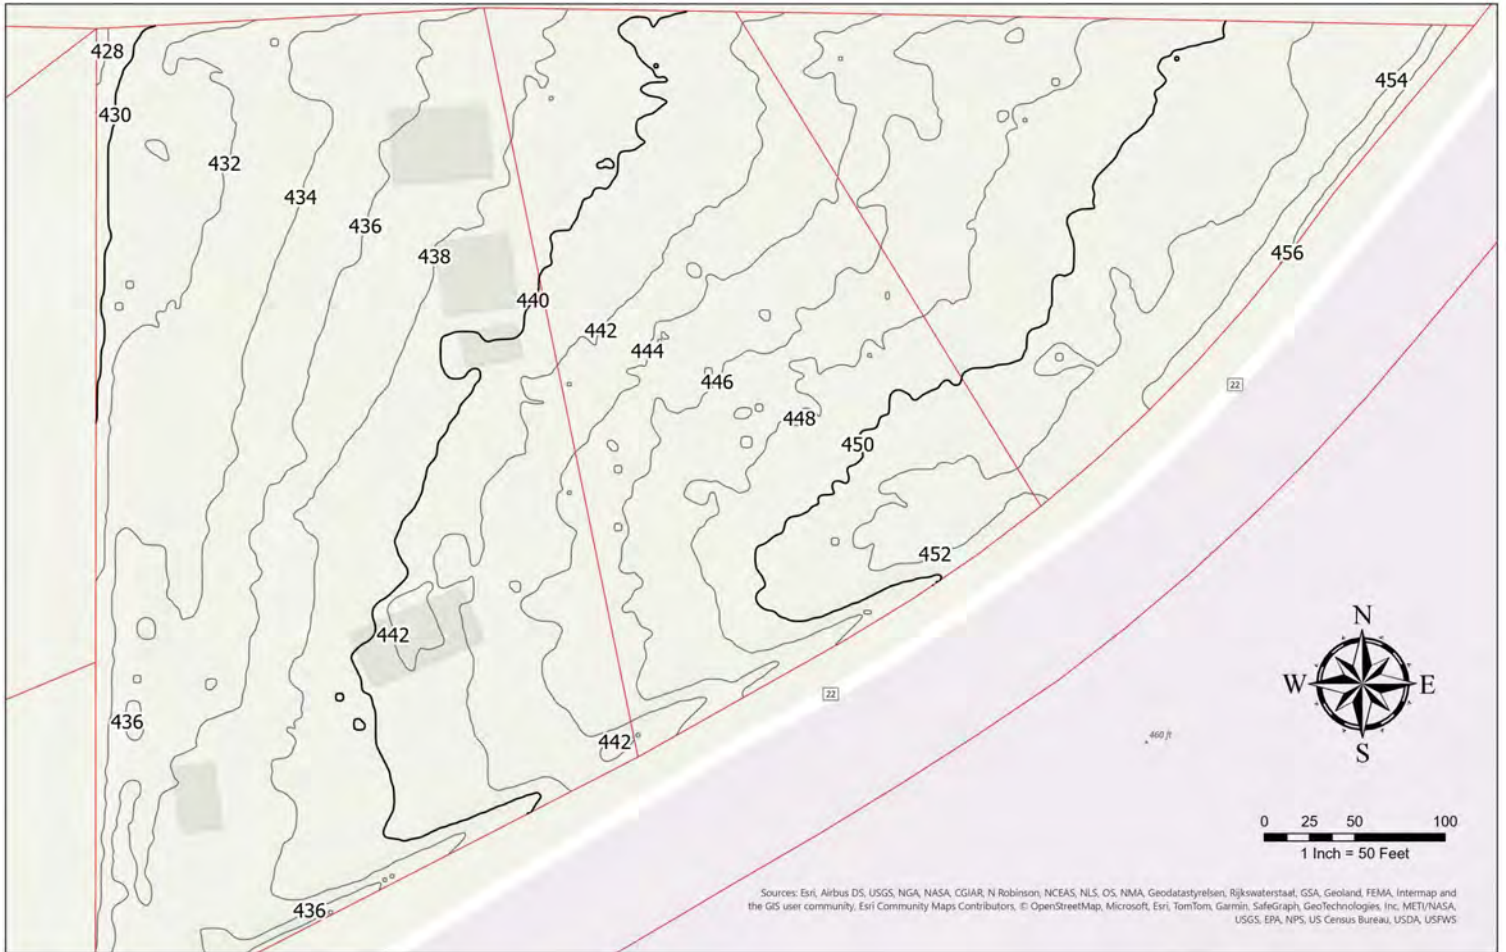 428
454
430
432
434
436
438
456
440
442
444
446
22
448
450
452
N
442
W E
22
436
S
442
460 ft
0 25 50 100
1 Inch = 50 Feet
Sources: Esri, Airbus DS, USGS, NGA, NASA, CGIAR, N Robinson, NCEAS, NLS, OS, NMA, Geodatastyrelsen, Rijkswaterstaat, GSA, Geoland, FEMA, Intermap and
the GIS user community, Esri Community Maps Contributors, © OpenStreetMap, Microsoft, Esri, TomTom, Garmin, SafeGraph, GeoTechnologies, Inc, METI/NASA,
USGS, EPA, NPS, US Census Bureau, USDA, USFWS
436